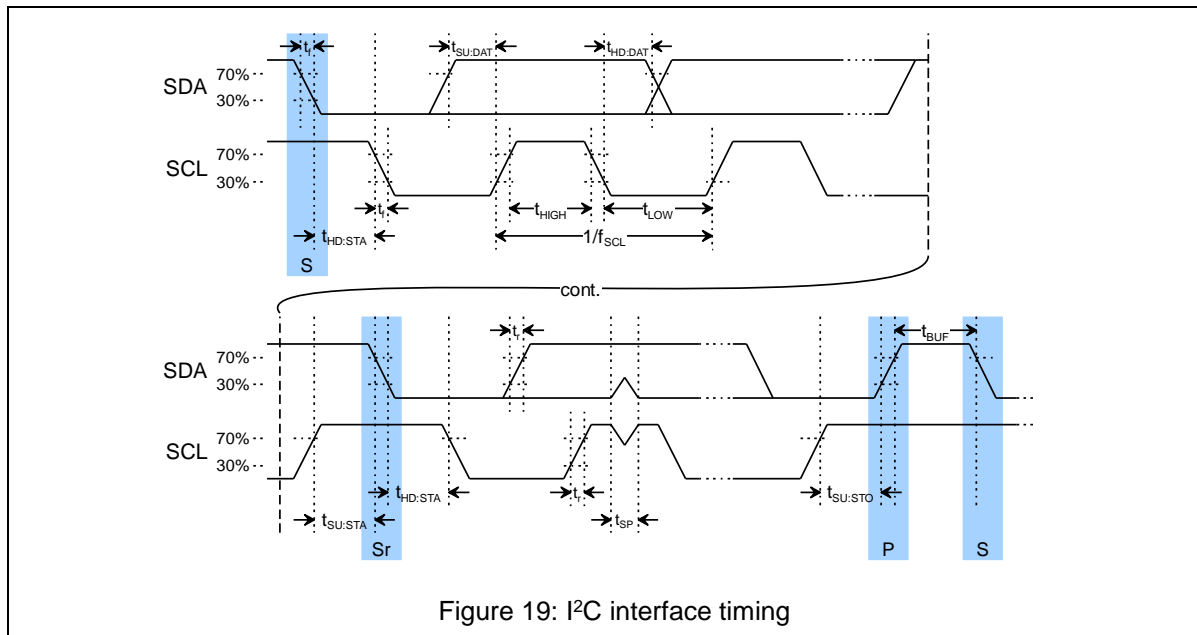 tf tSU:DAT tHD:DAT
SDA 70%
30%
SCL 70%
30%
tf tHIGH tLOW
tHD:STA 1/fSCL
S
cont.
tr tBUF
SDA 70%
30%
SCL 70%
30%
tHD:STA tr tSU:STO
tSU:STA tSP
Sr P S
Figure 19: I²C interface timing